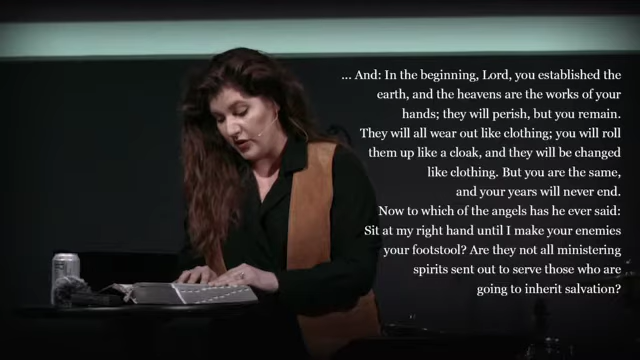 ... And: In the beginning, Lord, you established the
earth, and the heavens are the works of your
hands; they will perish, but you remain.
They will all wear out like clothing; you will roll
them up like a cloak, and they will be changed
like clothing. But you are the same,
and your years will never end.
Now to which of the angels has he ever said:
Sit at my right hand until I make your enemies
your footstool? Are they not all ministering
spirits sent out to serve those who are
going to inherit salvation?